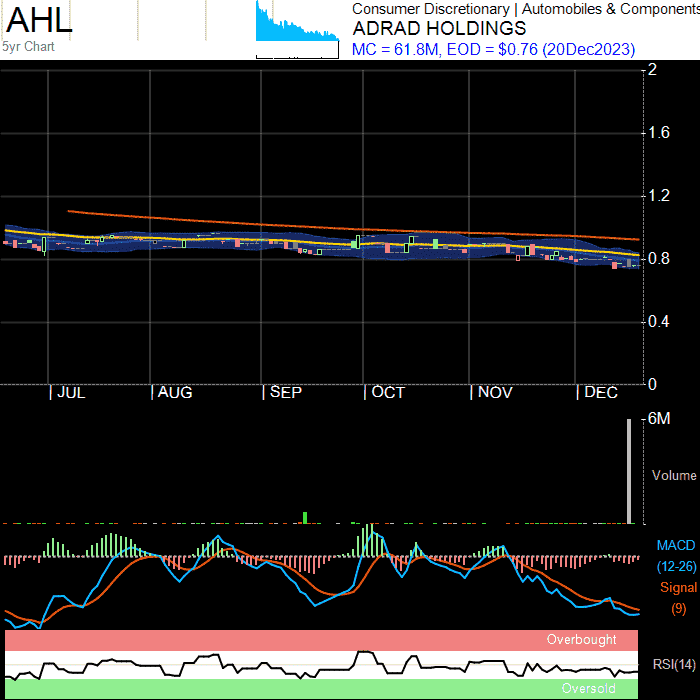 AHL
5yr Chart
Consumer Discretionary | Automobiles & Components
ADRAD HOLDINGS
MC = 61.8M, EOD = $0.76 (20Dec2023)
2
1.6
1.2
0.8
0.4
0
| JUL | AUG | SEP | OCT | NOV | DEC
6M
Volume
MACD
(12-26)
Signal
(9)
Overbought
RSI(14)
Oversold